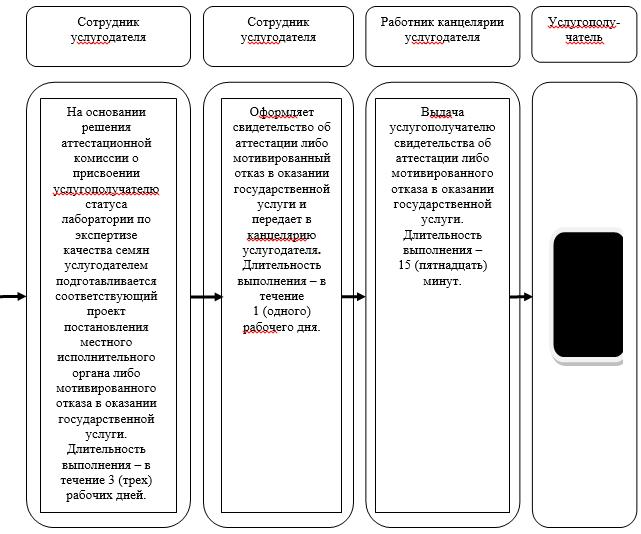 Сотрудник
услугодателя
Сотрудник
услугодателя
Работник канцелярии
услугодателя
Услугополу-
чатель
На основании
решения
аттестационной
комиссии о
присвоении
услугополучателю
статуса
лаборатории по
экспертизе
качества семян
услугодателем
подготавливается
соответствующий
проект
постановления
местного
исполнительного
органа либо
мотивированного
отказа в оказании
государственной
услуги.
Длительность
выполнения – в
течение 3 (трех)
рабочих дней.
Оформляет
свидетельство об
аттестации либо
мотивированный
отказ в оказании
государственной
услуги и
передает в
канцелярию
услугодателя.
Длительность
выполнения – в
течение
1 (одного)
рабочего дня.
Выдача
услугополучателю
свидетельства об
аттестации либо
мотивированного
отказа в оказании
государственной
услуги.
Длительность
выполнения –
15 (пятнадцать)
минут.